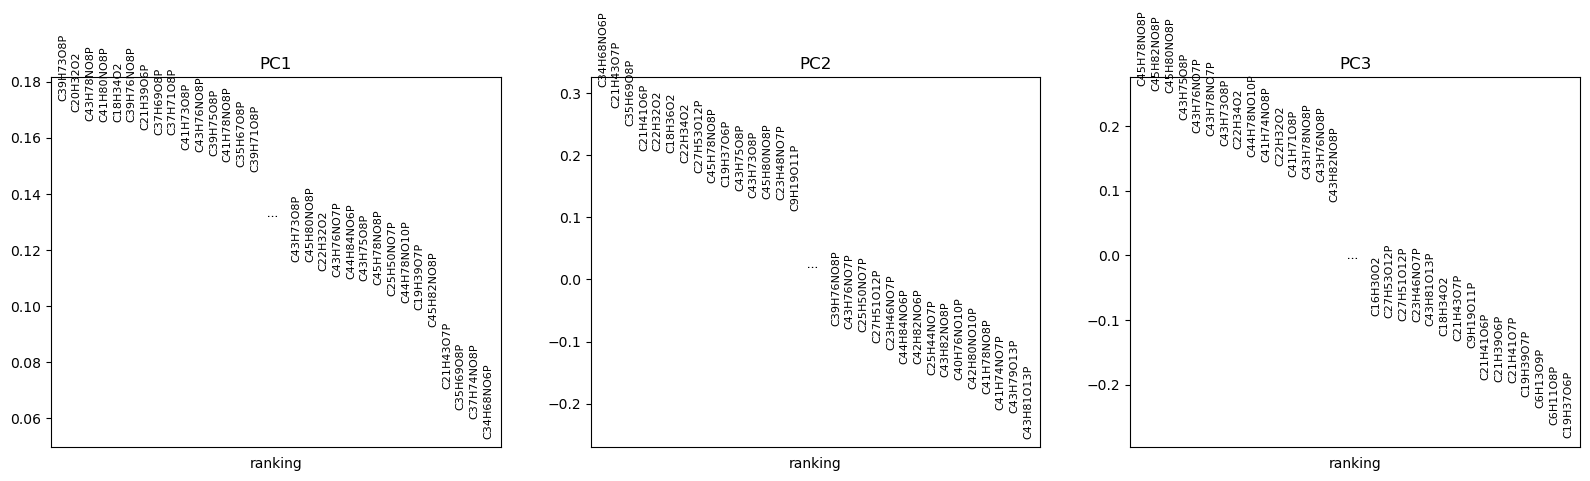 PC1
0.18
0.16
0.14
0.12
0.10
0.08
0.06
C39H73O8P
C20H32O2
C43H78NO8P
C41H80NO8P
C18H34O2
C39H76NO8P
C21H39O6P
C37H69O8P
C37H71O8P
C41H73O8P
C43H76NO8P
C39H75O8P
C41H78NO8P
C35H67O8P
C39H71O8P
...
C43H73O8P
C45H80NO8P
C22H32O2
C43H76NO7P
C44H84NO6P
C43H75O8P
C45H78NO8P
C25H50NO7P
C44H78NO10P
C19H39O7P
C45H82NO8P
C21H43O7P
C35H69O8P
C37H74NO8P
C34H68NO6P
ranking
PC2
0.3
0.2
0.1
0.0
−0.1
−0.2
C34H68NO6P
C21H43O7P
C35H69O8P
C21H41O6P
C22H32O2
C18H36O2
C22H34O2
C27H53O12P
C45H78NO8P
C19H37O6P
C43H75O8P
C43H73O8P
C45H80NO8P
C23H48NO7P
C9H19O11P
...
C39H76NO8P
C43H76NO7P
C25H50NO7P
C27H51O12P
C23H46NO7P
C44H84NO6P
C42H82NO6P
C25H44NO7P
C43H82NO8P
C40H76NO10P
C42H80NO10P
C41H78NO8P
C41H74NO7P
C43H79O13P
C43H81O13P
ranking
PC3
0.2
0.1
0.0
−0.1
−0.2
C45H78NO8P
C45H82NO8P
C45H80NO8P
C43H75O8P
C43H76NO7P
C43H78NO7P
C43H73O8P
C22H34O2
C44H78NO10P
C41H74NO8P
C22H32O2
C41H71O8P
C43H78NO8P
C43H76NO8P
C43H82NO8P
...
C16H30O2
C27H53O12P
C27H51O12P
C23H46NO7P
C43H81O13P
C18H34O2
C21H43O7P
C9H19O11P
C21H41O6P
C21H39O6P
C21H41O7P
C19H39O7P
C6H13O9P
C6H11O8P
C19H37O6P
ranking